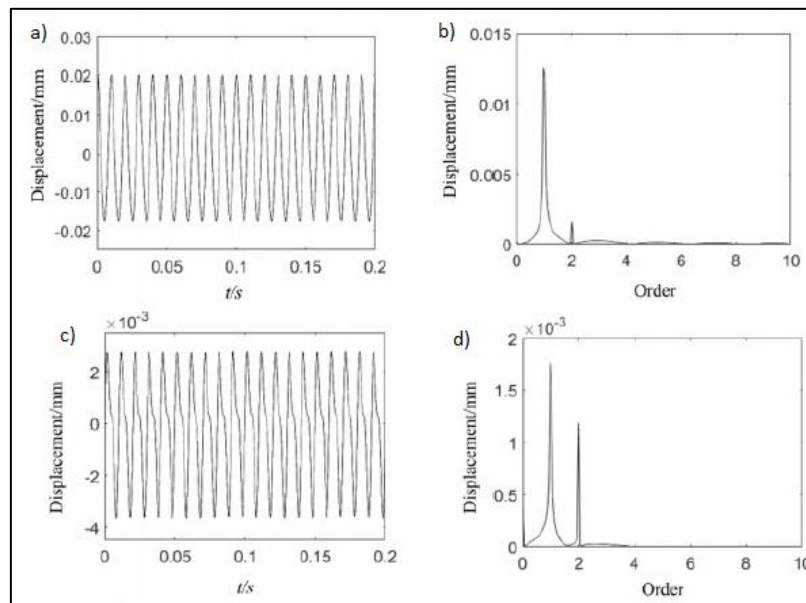 a)
Displacement/mm
0.03
0.02
0.01
0
-0.01
-0.02
0 0.05 0.1 0.15 0.2
t/s
b)
Displacement/mm
0.015
0.01
0.005
0
0 2 4 6 8 10
Order
c)
× 10⁻³
Displacement/mm
2
0
-2
-4
0 0.05 0.1 0.15 0.2
t/s
d)
× 10⁻³
Displacement/mm
2
1.5
1
0.5
0
0 2 4 6 8 10
Order